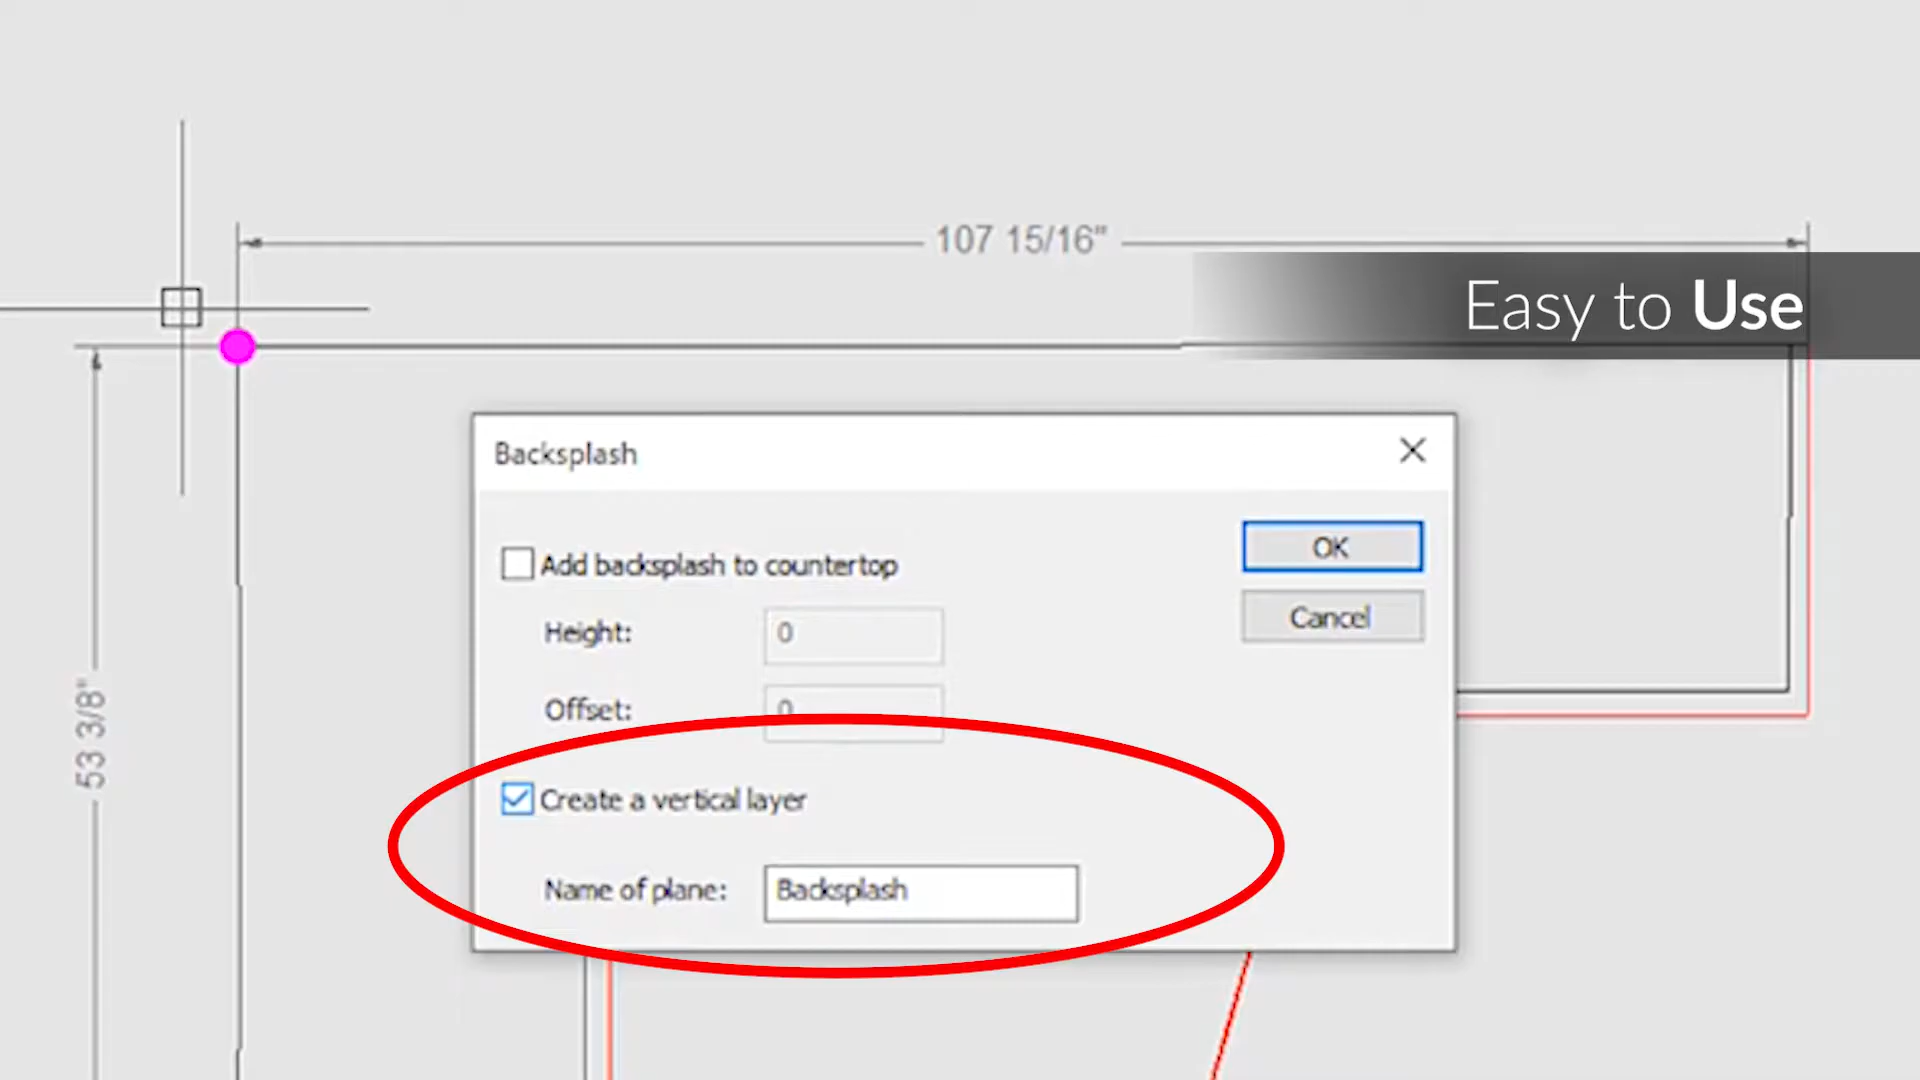 107 15/16"
Easy to Use
Backsplash
Add backsplash to countertop
OK
Height: 0
Cancel
Offset: 0
53 3/8"
Create a vertical layer
Name of plane: Backsplash